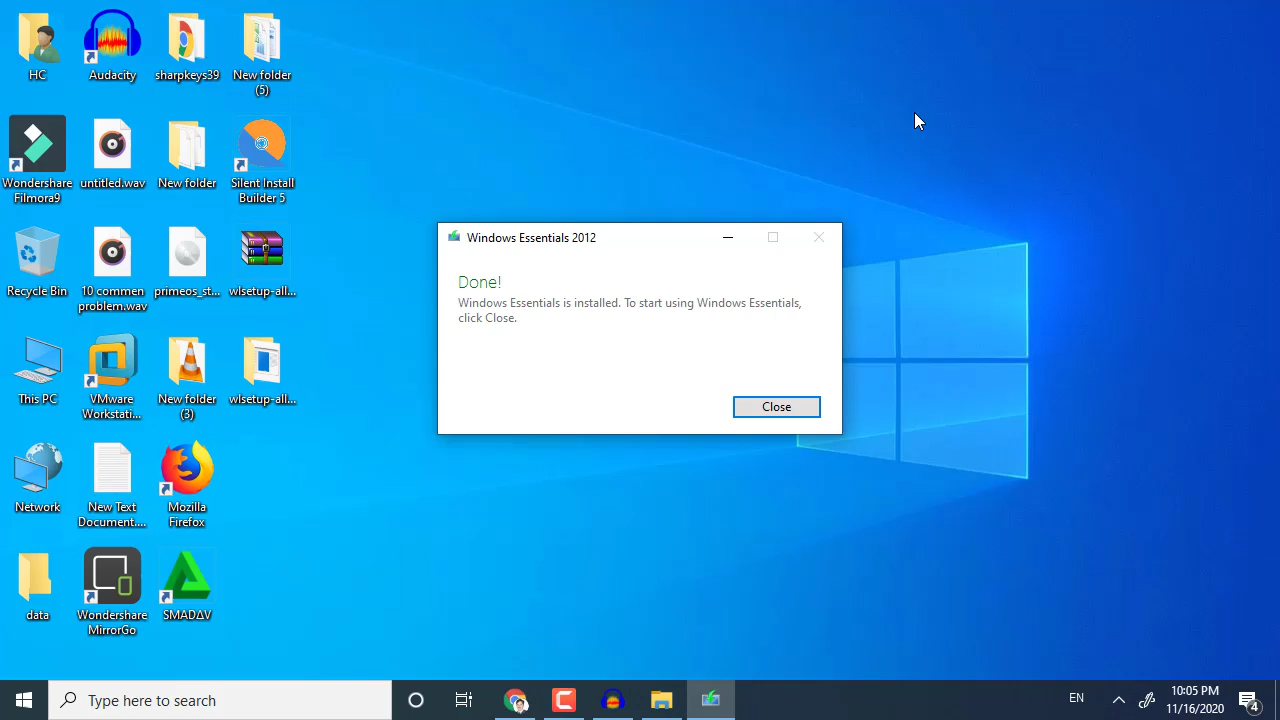 HC
Audacity
sharpkeys39
New folder
(5)
Wondershare
Filmora9
untitled.wav
New folder
Silent Install
Builder 5
Recycle Bin
10 commen
problem.wav
primeos_st...
wlsetup-all...
This PC
VMware
Workstati...
New folder
(3)
wlsetup-all...
Network
New Text
Document....
Mozilla
Firefox
data
Wondershare
MirrorGo
SMADΔV
Windows Essentials 2012
Done!
Windows Essentials is installed. To start using Windows Essentials,
click Close.
Close
Type here to search
EN
10:05 PM
11/16/2020
4